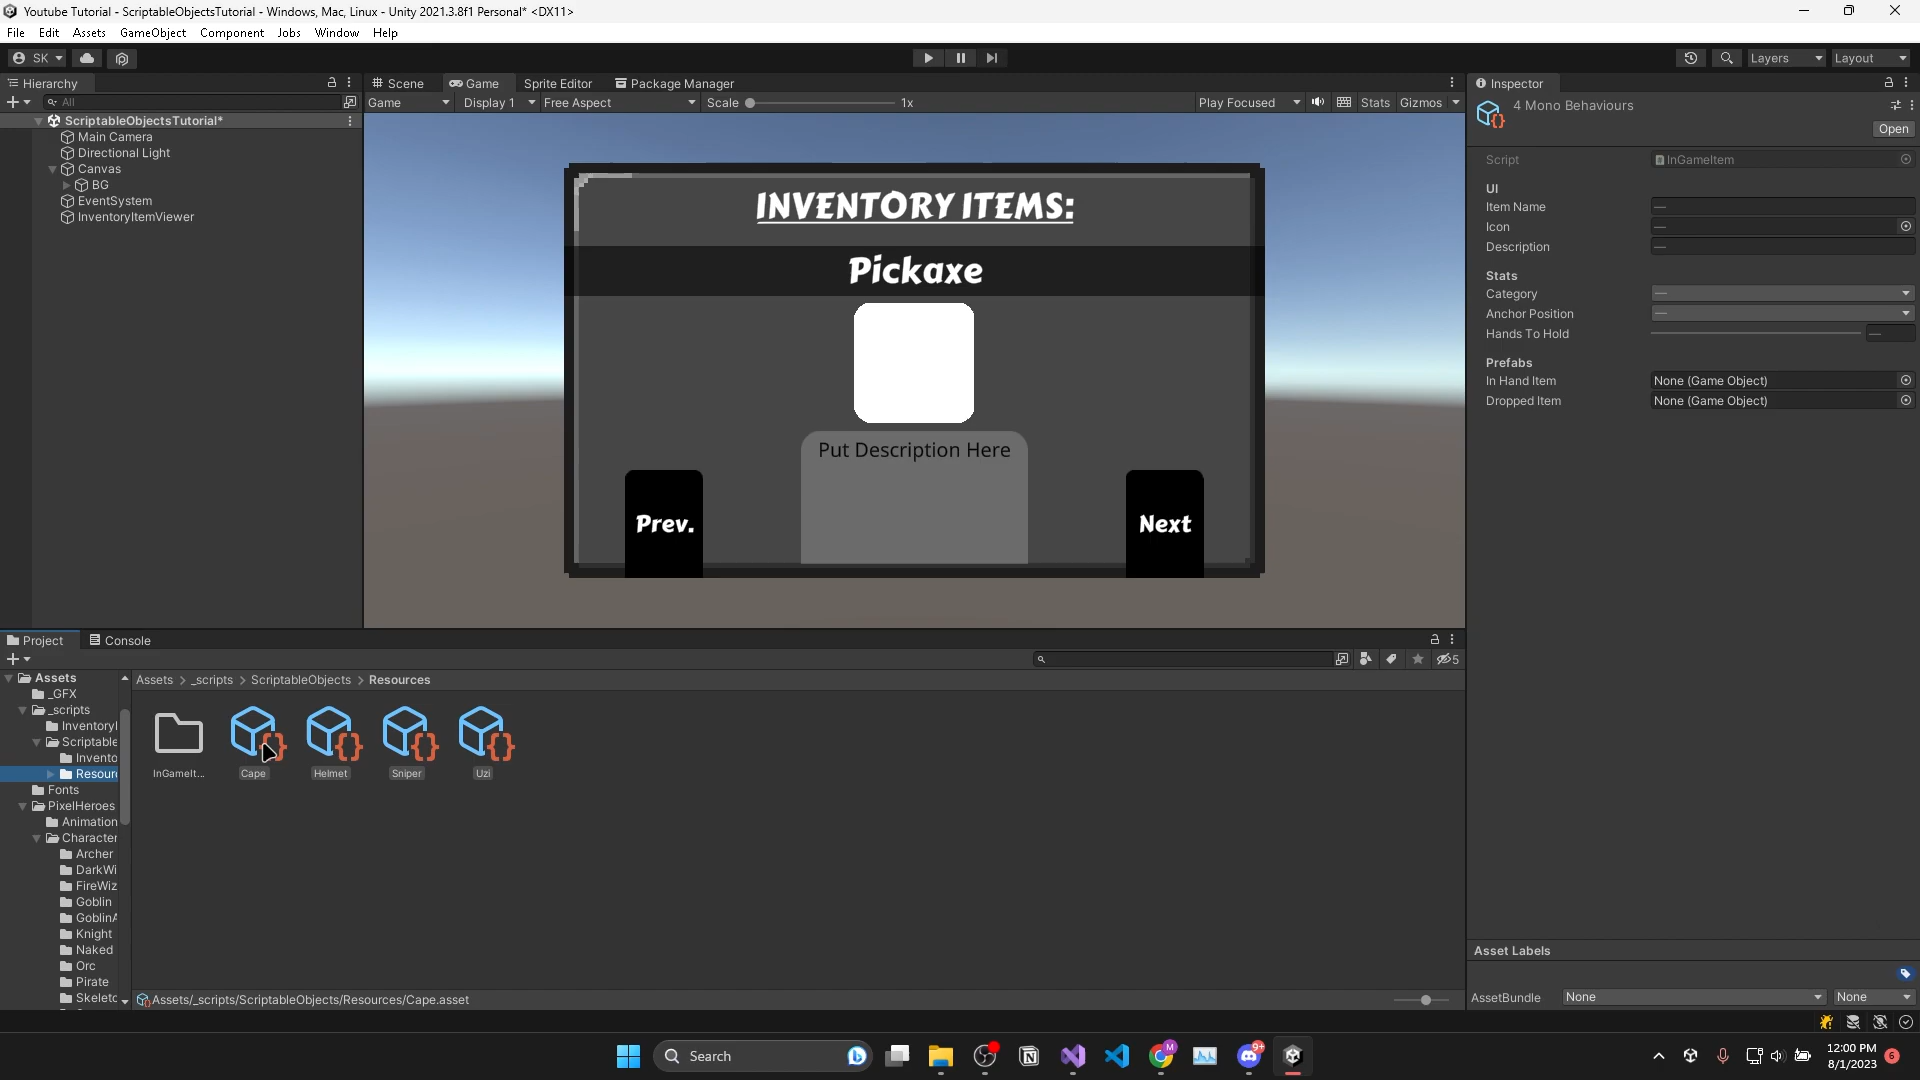 Youtube Tutorial - ScriptableObjectsTutorial - Windows, Mac, Linux - Unity 2021.3.8f1 Personal* <DX11>
File Edit Assets GameObject Component Jobs Window Help
SK Layers Layout
Hierarchy Scene Game Sprite Editor Package Manager Inspector
All Game Display 1 Free Aspect Scale 1x Play Focused Stats Gizmos
4 Mono Behaviours
Open
ScriptableObjectsTutorial*
Main Camera
Directional Light
Canvas
BG
EventSystem
InventoryItemViewer
INVENTORY ITEMS:
Pickaxe
Put Description Here
Prev.
Next
Script InGameItem
UI
Item Name —
Icon —
Description —
Stats
Category —
Anchor Position —
Hands To Hold —
Prefabs
In Hand Item None (Game Object)
Dropped Item None (Game Object)
Project Console
5
Assets
_GFX
_scripts
InventoryI
Scriptable
Invento
Resour
Fonts
PixelHeroes
Animation
Character
Archer
DarkWi
FireWiz
Goblin
GoblinA
Knight
Naked
Orc
Pirate
Skeleto
Assets > _scripts > ScriptableObjects > Resources
InGameIt... Cape Helmet Sniper Uzi
Assets/_scripts/ScriptableObjects/Resources/Cape.asset
Asset Labels
AssetBundle None None
Search
M
9+
12:00 PM
8/1/2023
6